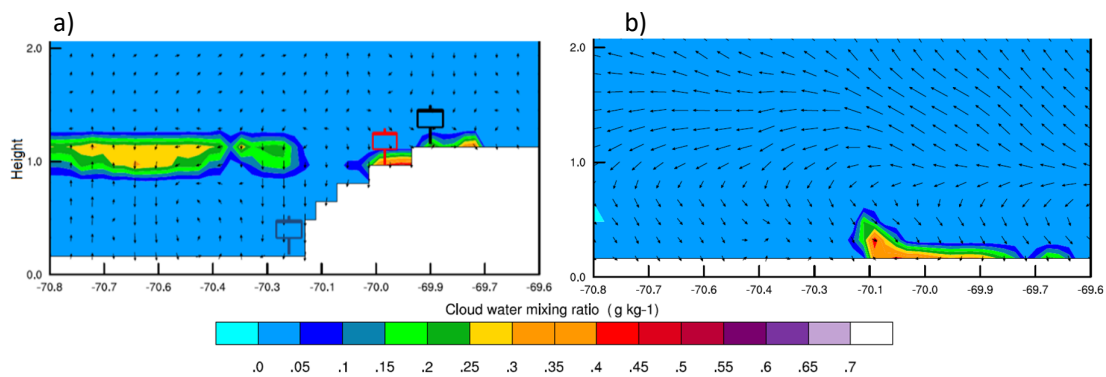 a)
b)
2.0
1.0
0.0
Height
-70.8 -70.7 -70.6 -70.5 -70.4 -70.3 -70.2 -70.1 -70.0 -69.9 -69.8 -69.7 -69.6
2.0
1.0
0.0
-70.8 -70.7 -70.6 -70.5 -70.4 -70.3 -70.2 -70.1 -70.0 -69.9 -69.8 -69.7 -69.6
Cloud water mixing ratio (g kg-1)
.0 .05 .1 .15 .2 .25 .3 .35 .4 .45 .5 .55 .6 .65 .7